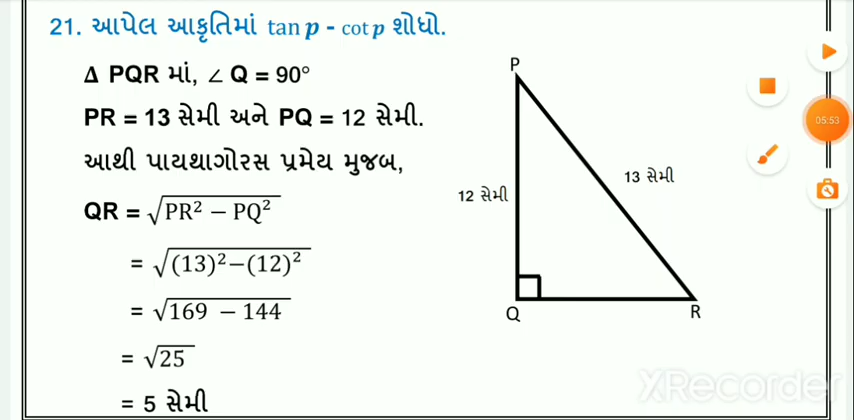 21. આપેલ આકૃતિમાં tan p - cot p શોધો.
Δ PQR માં, ∠ Q = 90°
PR = 13 સેમી અને PQ = 12 સેમી.
આથી પાયથાગોરસ પ્રમેય મુજબ,
QR = √PR² − PQ²
= √(13)²−(12)²
= √169 − 144
= √25
= 5 સેમી
P
12 સેમી
13 સેમી
Q
R
05:53
XRecorder